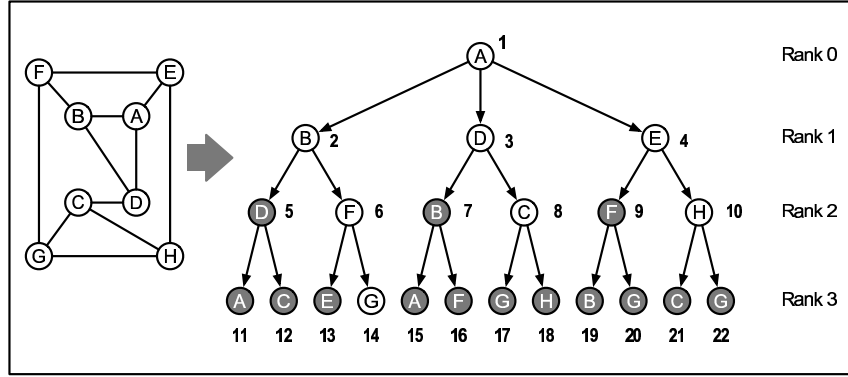 F E
B A
C D
G H
A 1 Rank 0
B 2 D 3 E 4 Rank 1
D 5 F 6 B 7 C 8 F 9 H 10 Rank 2
A C E G A F G H B G C G Rank 3
11 12 13 14 15 16 17 18 19 20 21 22